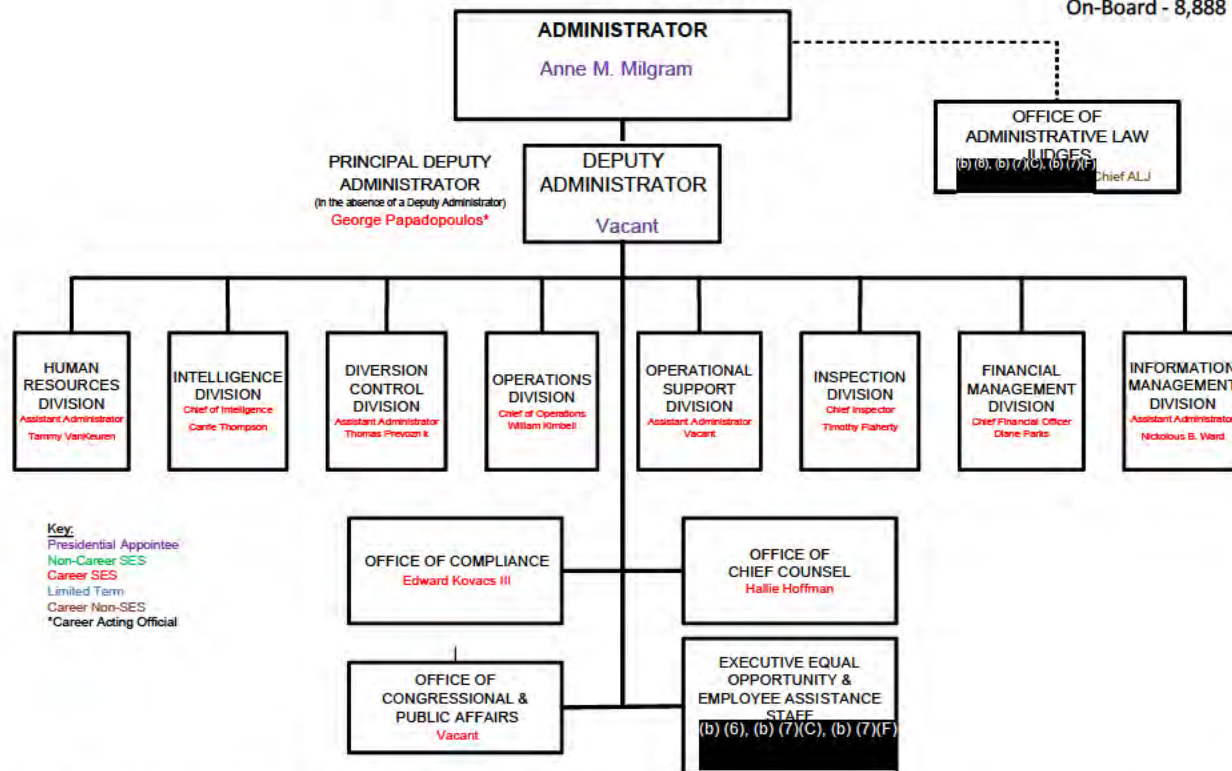 On-Board - 8,888
ADMINISTRATOR
Anne M. Milgram
OFFICE OF
ADMINISTRATIVE LAW
JUDGES
(b) (6), (b) (7)(C), (b) (7)(F)
Chief ALJ
PRINCIPAL DEPUTY
ADMINISTRATOR
(In the absence of a Deputy Administrator)
George Papadopoulos*
DEPUTY
ADMINISTRATOR
Vacant
HUMAN
RESOURCES
DIVISION
Assistant Administrator
Tammy VanKeuren
INTELLIGENCE
DIVISION
Chief of Intelligence
Thompson
DIVERSION
CONTROL
DIVISION
Assistant Administrator
Thomas Prevozn k
OPERATIONS
DIVISION
Chief of Operations
William Kimbell
OPERATIONAL
SUPPORT
DIVISION
Assistant Administrator
Vacant
INSPECTION
DIVISION
Chief Inspector
Timothy Flaherty
FINANCIAL
MANAGEMENT
DIVISION
Chief Financial Officer
Diane Parks
INFORMATION
MANAGEMENT
DIVISION
Assistant Administrator
Nickolous B. Ward
Key:
Presidential Appointee
Non-Career SES
Career SES
Limited Term
Career Non-SES
*Career Acting Official
OFFICE OF COMPLIANCE
Edward Kovacs III
OFFICE OF
CHIEF COUNSEL
Hallie Hoffman
OFFICE OF
CONGRESSIONAL &
PUBLIC AFFAIRS
Vacant
EXECUTIVE EQUAL
OPPORTUNITY &
EMPLOYEE ASSISTANCE
STAFF
(b) (6), (b) (7)(C), (b) (7)(F)